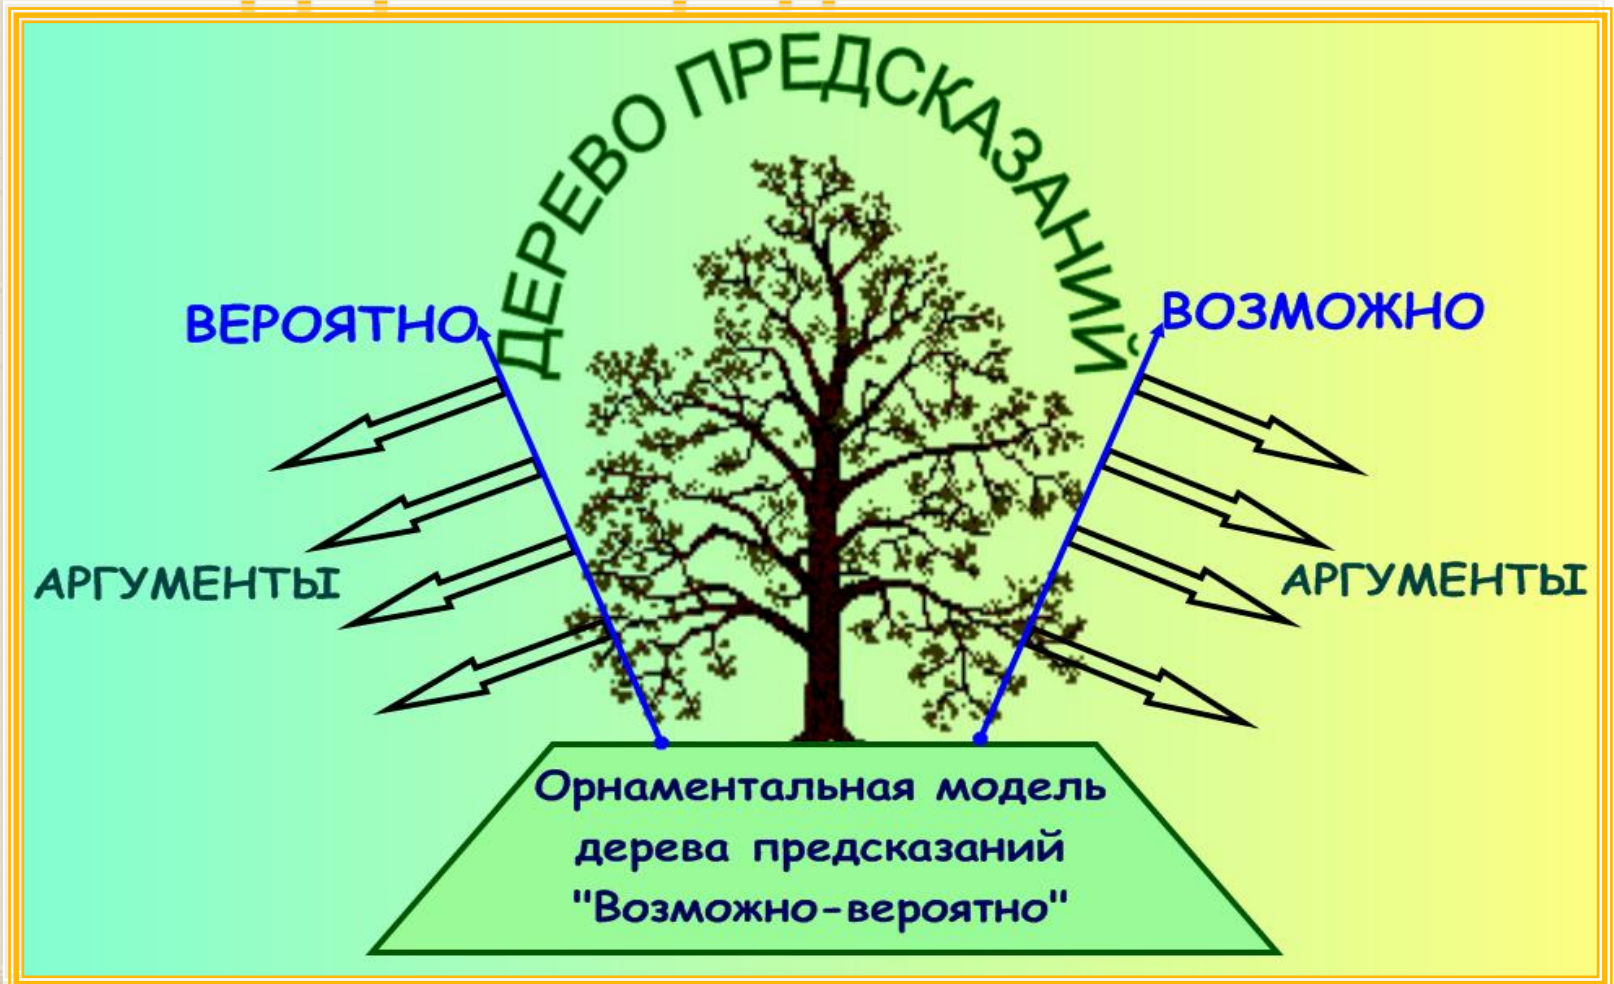 ДЕРЕВО ПРЕДСКАЗАНИЙ
ВЕРОЯТНО
ВОЗМОЖНО
АРГУМЕНТЫ
АРГУМЕНТЫ
Орнаментальная модель
дерева предсказаний
"Возможно-вероятно"